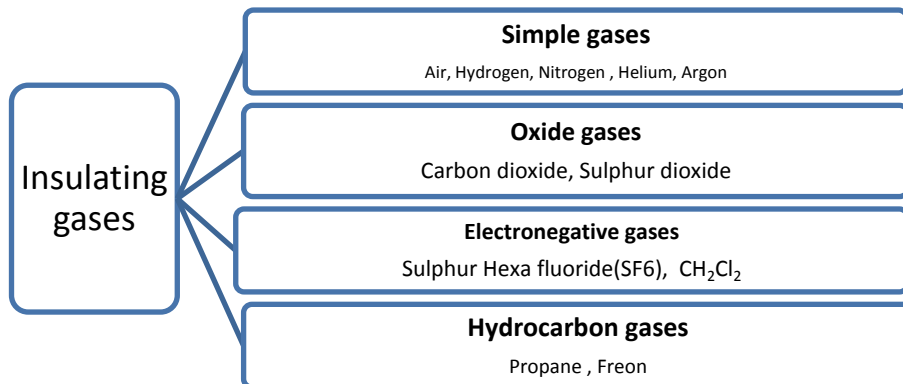 Insulating
gases
Simple gases
Air, Hydrogen, Nitrogen , Helium, Argon
Oxide gases
Carbon dioxide, Sulphur dioxide
Electronegative gases
Sulphur Hexa fluoride(SF6), CH₂Cl₂
Hydrocarbon gases
Propane , Freon